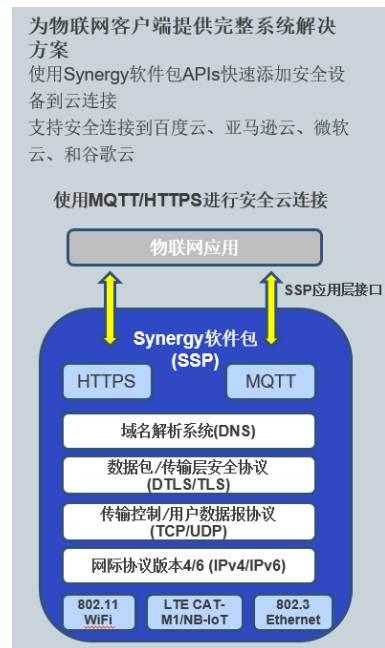 为物联网客户端提供完整系统解决
方案
使用Synergy软件包APIs快速添加安全设
备到云连接
支持安全连接到百度云、亚马逊云、微软
云、和谷歌云
使用MQTT/HTTPS进行安全云连接
物联网应用
SSP应用层接口
Synergy软件包
(SSP)
HTTPS
MQTT
域名解析系统(DNS)
数据包/传输层安全协议
(DTLS/TLS)
传输控制/用户数据报协议
(TCP/UDP)
网际协议版本4/6 (IPv4/IPv6)
802.11
WiFi
LTE CAT-
M1/NB-IoT
802.3
Ethernet